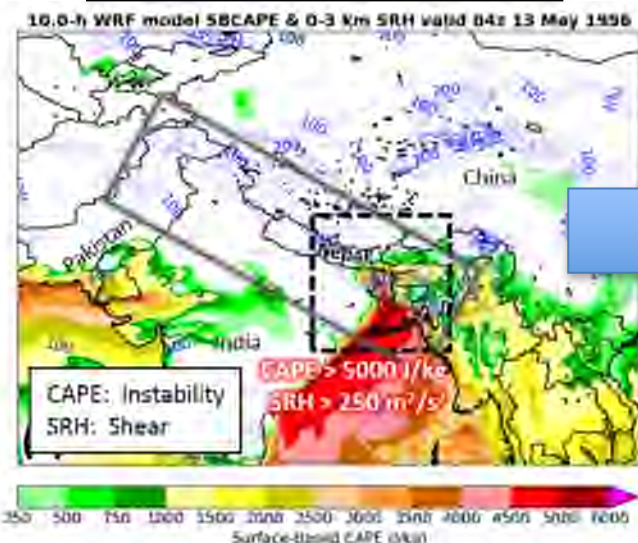 10.0-h WRF model SBCAPE & 0-3 km SRH valid 04z 13 May 1996
China
Pakistan
Nepal
India
CAPE > 5000 J/kg
SRH > 250 m²/s²
CAPE: Instability
SRH: Shear
250 500 750 1000 1500 2000 2500 3000 3500 4000 4500 5000 6000
Surface-Based CAPE (J/kg)